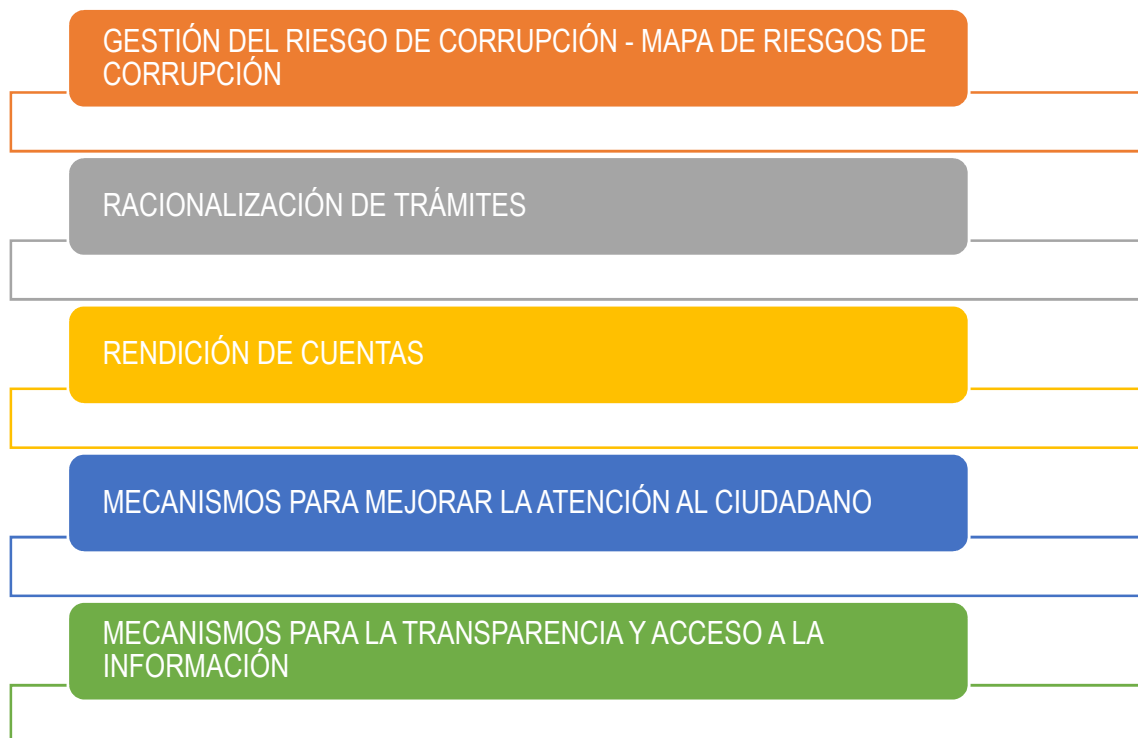 GESTIÓN DEL RIESGO DE CORRUPCIÓN - MAPA DE RIESGOS DE
CORRUPCIÓN
RACIONALIZACIÓN DE TRÁMITES
RENDICIÓN DE CUENTAS
MECANISMOS PARA MEJORAR LA ATENCIÓN AL CIUDADANO
MECANISMOS PARA LA TRANSPARENCIA Y ACCESO A LA
INFORMACIÓN